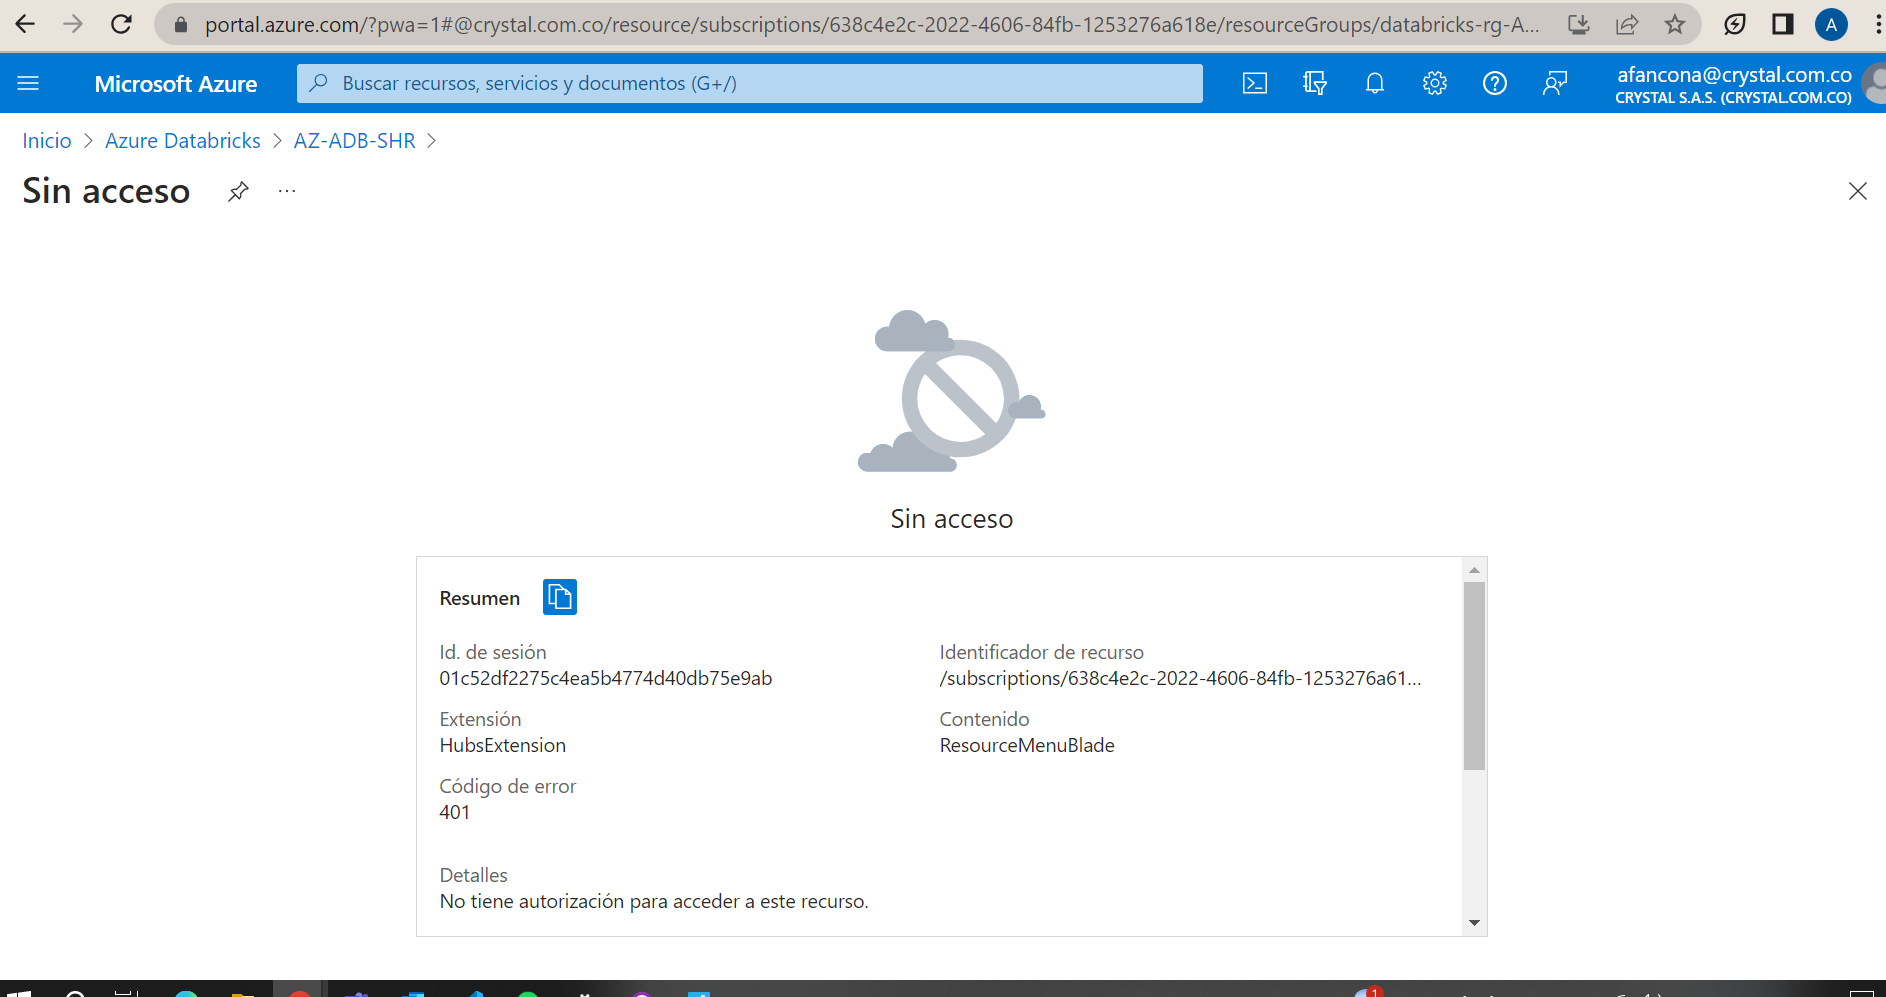 portal.azure.com/?pwa=1#@crystal.com.co/resource/subscriptions/638c4e2c-2022-4606-84fb-1253276a618e/resourceGroups/databricks-rg-A...
A
Microsoft Azure
Buscar recursos, servicios y documentos (G+/)
afancona@crystal.com.co
CRYSTAL S.A.S. (CRYSTAL.COM.CO)
Inicio > Azure Databricks > AZ-ADB-SHR >
Sin acceso
Sin acceso
Resumen
Id. de sesión
01c52df2275c4ea5b4774d40db75e9ab
Identificador de recurso
/subscriptions/638c4e2c-2022-4606-84fb-1253276a61...
Extensión
HubsExtension
Contenido
ResourceMenuBlade
Código de error
401
Detalles
No tiene autorización para acceder a este recurso.
1